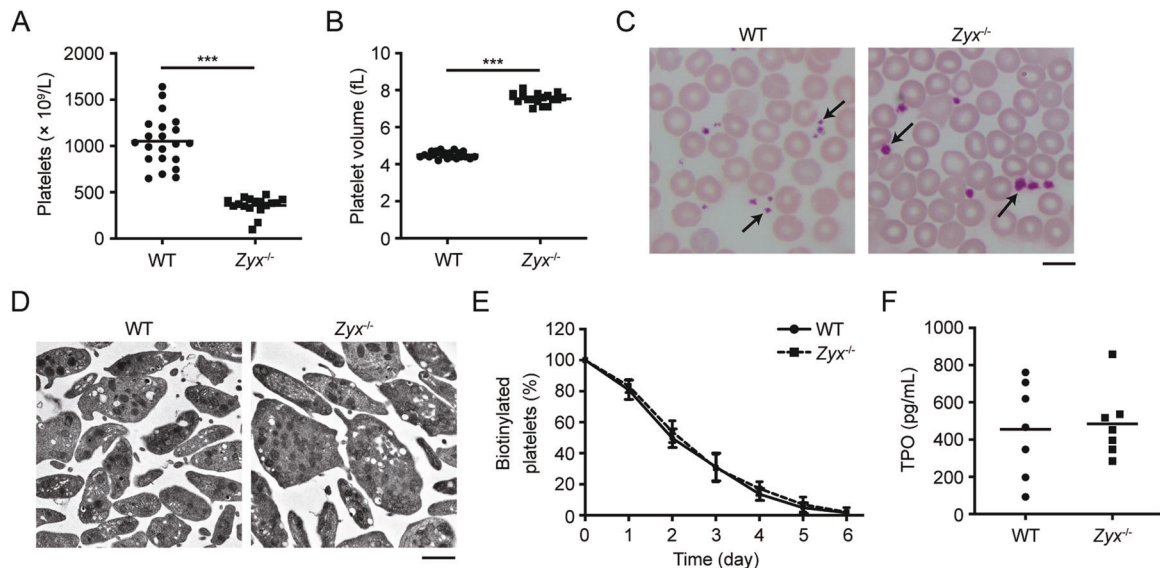 A
Platelets (× 10⁹/L)
2000
1500
1000
500
0
***
WT
Zyx⁻/⁻
B
Platelet volume (fL)
10
8
6
4
2
0
***
WT
Zyx⁻/⁻
C
WT
Zyx⁻/⁻
D
WT
Zyx⁻/⁻
E
Biotinylated
platelets (%)
120
100
80
60
40
20
0
0 1 2 3 4 5 6
Time (day)
WT
Zyx⁻/⁻
F
TPO (pg/mL)
1000
800
600
400
200
0
WT
Zyx⁻/⁻